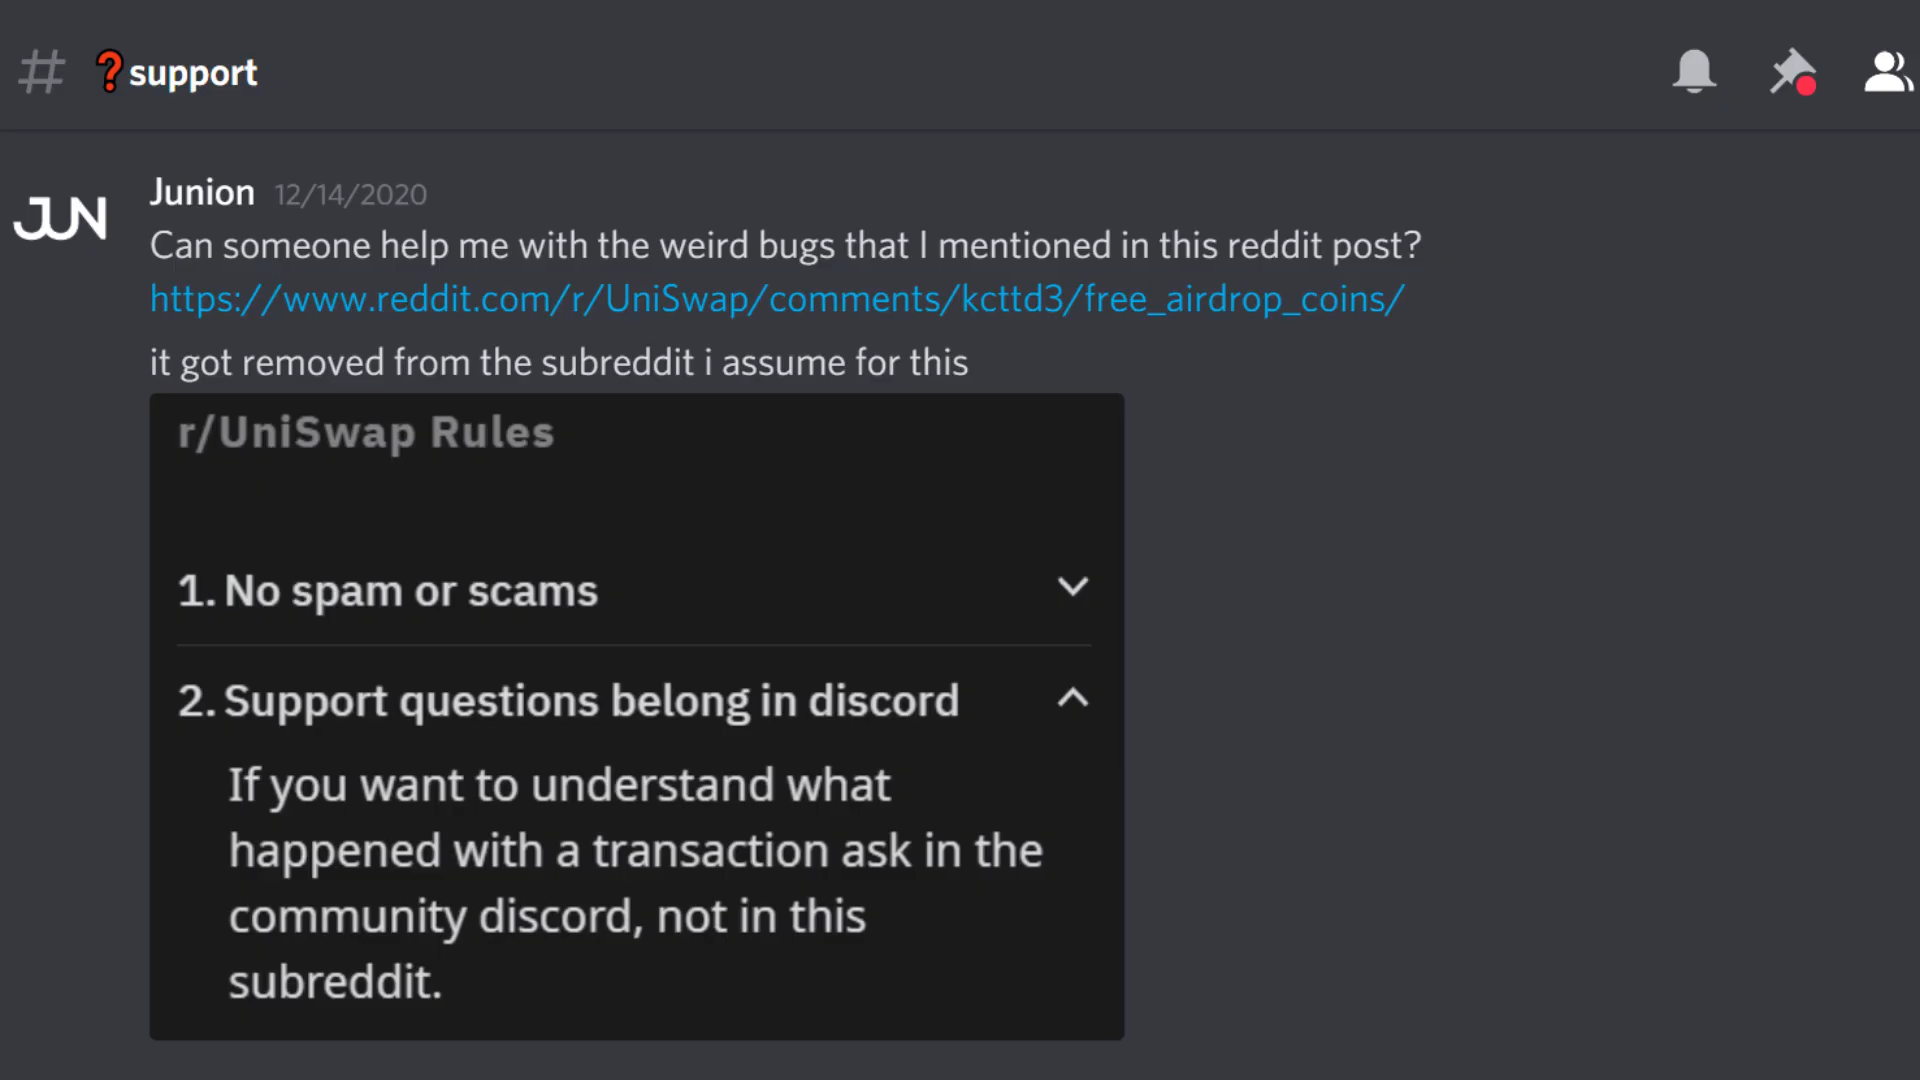 # ❓support
JUN
Junion 12/14/2020
Can someone help me with the weird bugs that I mentioned in this reddit post?
https://www.reddit.com/r/UniSwap/comments/kcttd3/free_airdrop_coins/
it got removed from the subreddit i assume for this
r/UniSwap Rules
1. No spam or scams
2. Support questions belong in discord
If you want to understand what
happened with a transaction ask in the
community discord, not in this
subreddit.